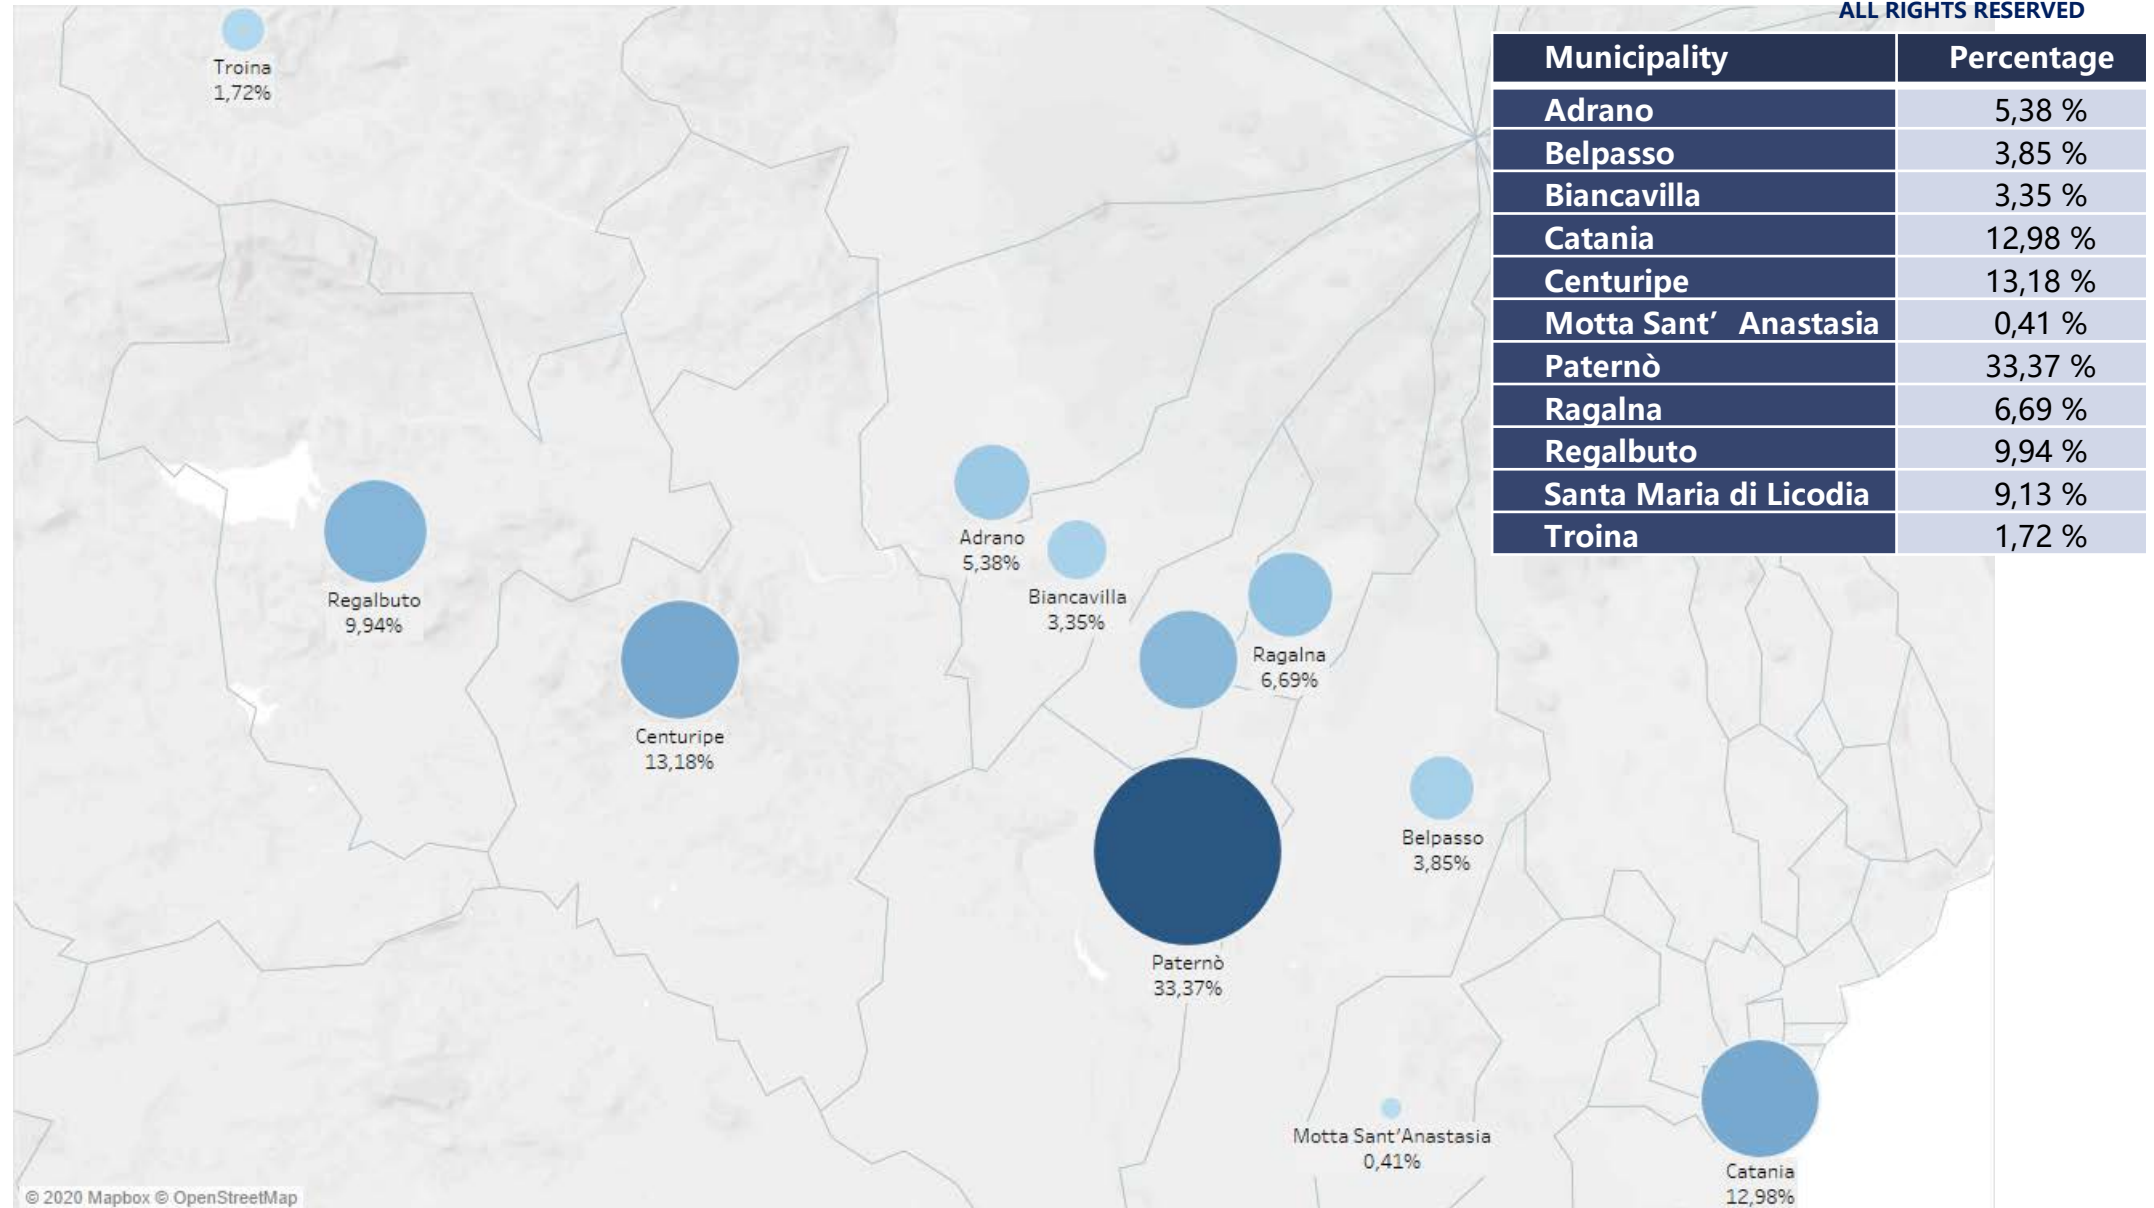 ALL RIGHTS RESERVED
Municipality Percentage
Adrano 5,38 %
Belpasso 3,85 %
Biancavilla 3,35 %
Catania 12,98 %
Centuripe 13,18 %
Motta Sant’ Anastasia 0,41 %
Paternò 33,37 %
Ragalna 6,69 %
Regalbuto 9,94 %
Santa Maria di Licodia 9,13 %
Troina 1,72 %
Troina
1,72%
Adrano
5,38%
Biancavilla
3,35%
Regalbuto
9,94%
Ragalna
6,69%
Centuripe
13,18%
Belpasso
3,85%
Paternò
33,37%
Motta Sant'Anastasia
0,41%
Catania
12,98%
© 2020 Mapbox © OpenStreetMap